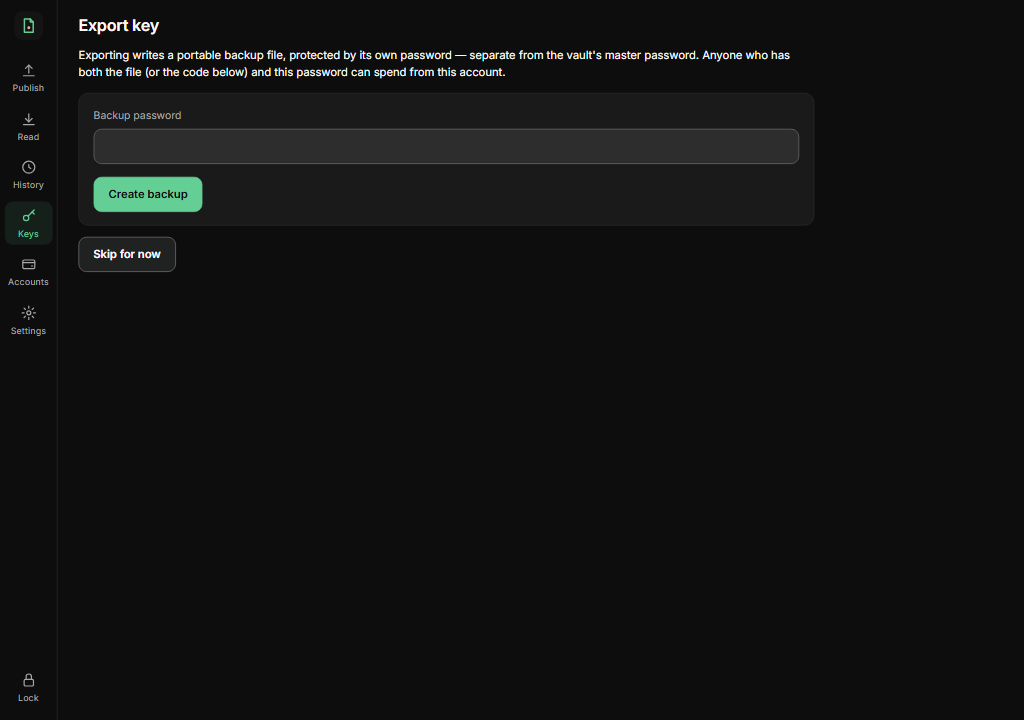 Export key
Exporting writes a portable backup file, protected by its own password — separate from the vault's master password. Anyone who has
both the file (or the code below) and this password can spend from this account.
Publish
Read
History
Keys
Accounts
Settings
Backup password
Create backup
Skip for now
Lock